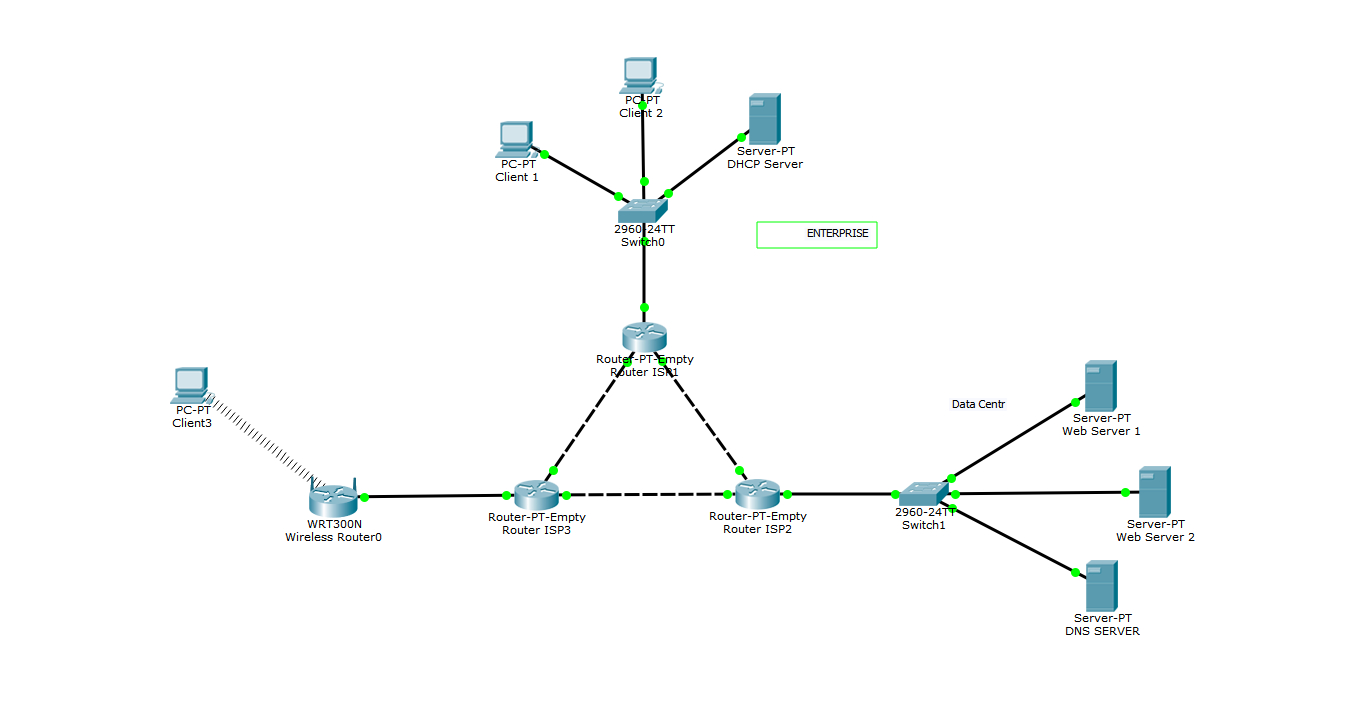 PC-PT
Client 2
PC-PT
Client 1
Server-PT
DHCP Server
2960-24TT
Switch0
ENTERPRISE
Router-PT-Empty
Router ISP1
PC-PT
Client3
Data Centr
Server-PT
Web Server 1
WRT300N
Wireless Router0
Router-PT-Empty
Router ISP3
Router-PT-Empty
Router ISP2
2960-24TT
Switch1
Server-PT
Web Server 2
Server-PT
DNS SERVER